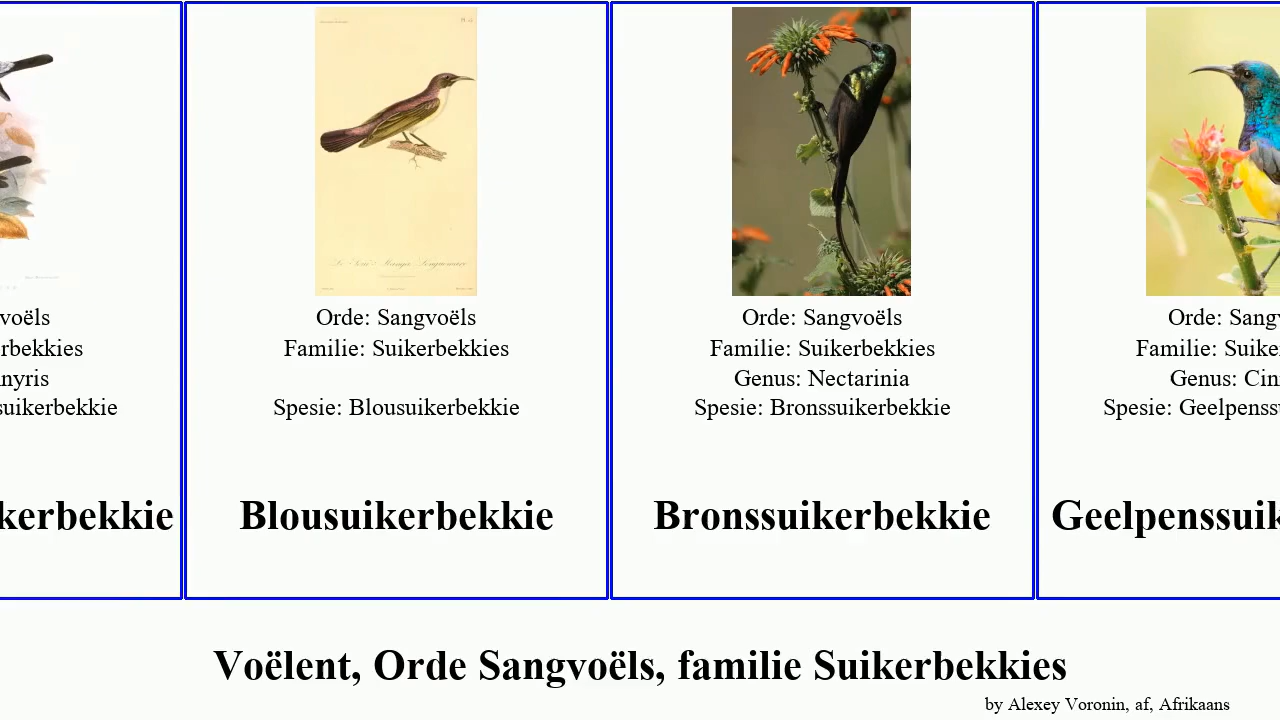 voëls
rbekkies
nyris
suikerbekkie
kerbekkie
Orde: Sangvoëls
Familie: Suikerbekkies
Spesie: Blousuikerbekkie
Blousuikerbekkie
Orde: Sangvoëls
Familie: Suikerbekkies
Genus: Nectarinia
Spesie: Bronssuikerbekkie
Bronssuikerbekkie
Orde: Sangv
Familie: Suike
Genus: Cin
Spesie: Geelpenss
Geelpenssuik
Voëlent, Orde Sangvoëls, familie Suikerbekkies
by Alexey Voronin, af, Afrikaans